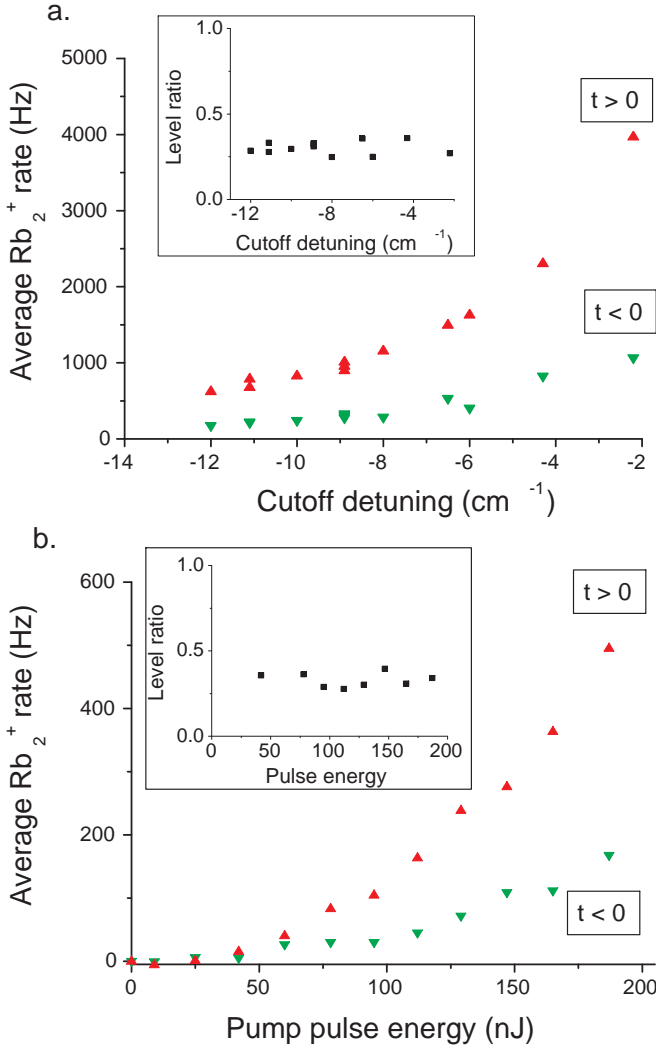 a.
5000
4000
3000
2000
1000
0
Average Rb2+ rate (Hz)
1.0
0.5
0.0
Level ratio
-12 -8 -4
Cutoff detuning (cm -1)
t > 0
t < 0
-14 -12 -10 -8 -6 -4 -2
Cutoff detuning (cm -1)
b.
600
400
200
0
Average Rb2+ rate (Hz)
1.0
0.5
0.0
Level ratio
0 50 100 150 200
Pulse energy
t > 0
t < 0
0 50 100 150 200
Pump pulse energy (nJ)